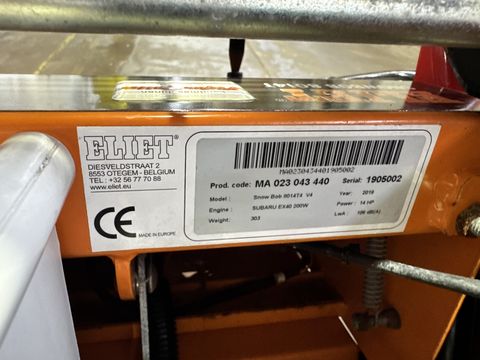 ELIET
DIESVELDSTRAAT 2
8553 OTEGEM - BELGIUM
TEL : +32 56 77 70 88
www.eliet.eu
CE
MADE IN EUROPE
MA0230434401905002
Prod. code: MA 023 043 440 Serial: 1905002
Model : Snow Bob 8014T4 V4 Year : 2019
Engine : SUBARU EX40 200W Power : 14 HP
Weight : 303 LwA : 106 dB(A)